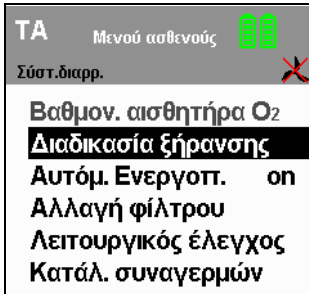 TA Μενού ασθενούς
Σύστ.διαρρ.
Βαθμον. αισθητήρα O₂
Διαδικασία ξήρανσης
Αυτόμ. Ενεργοπ. on
Αλλαγή φίλτρου
Λειτουργικός έλεγχος
Κατάλ. συναγερμών